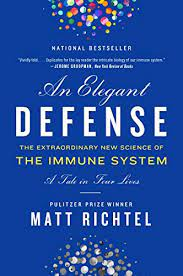 NATIONAL BESTSELLER
"Vividly told. . . . Explicates for the lay reader the intricate biology of our immune system."
—JEROME GROOPMAN, New York Review of Books
An Elegant
DEFENSE
THE EXTRAORDINARY NEW SCIENCE OF
THE IMMUNE SYSTEM
A Tale in Four Lives
PULITZER PRIZE WINNER
MATT RICHTEL